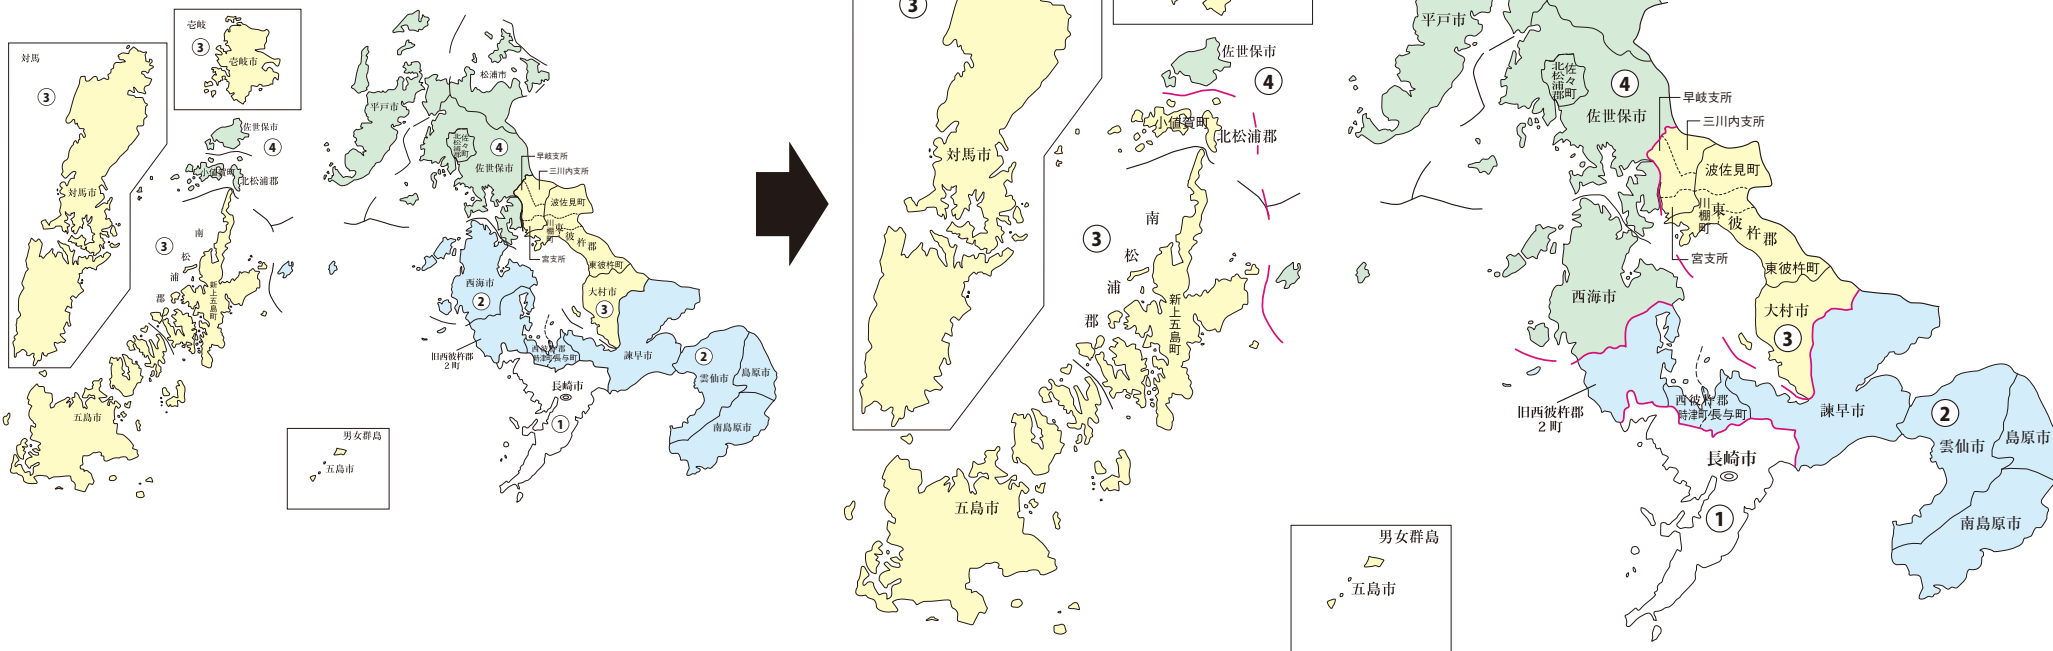 対馬
③
対馬市
壱岐
③
壱岐市
佐世保市
④
小値賀町
北松浦郡
③
南
松
浦
郡
新上五島町
五島市
男女群島
五島市
松浦市
平戸市
北松浦郡
佐々町
④
佐世保市
早岐支所
三川内支所
波佐見町
川棚町
東
彼
杵
郡
宮支所
東彼杵町
西海市
②
大村市
③
旧西彼杵郡
2町
西彼杵郡
時津町
長与町
諫早市
②
雲仙市
島原市
南島原市
長崎市
①
③
対馬市
佐世保市
④
小値賀町
北松浦郡
③
南
松
浦
郡
新上五島町
五島市
男女群島
五島市
平戸市
北松浦郡
佐々町
④
佐世保市
早岐支所
三川内支所
波佐見町
川棚町
東
彼
杵
郡
宮支所
東彼杵町
西海市
大村市
③
旧西彼杵郡
2町
西彼杵郡
時津町
長与町
諫早市
②
雲仙市
島原市
南島原市
長崎市
①